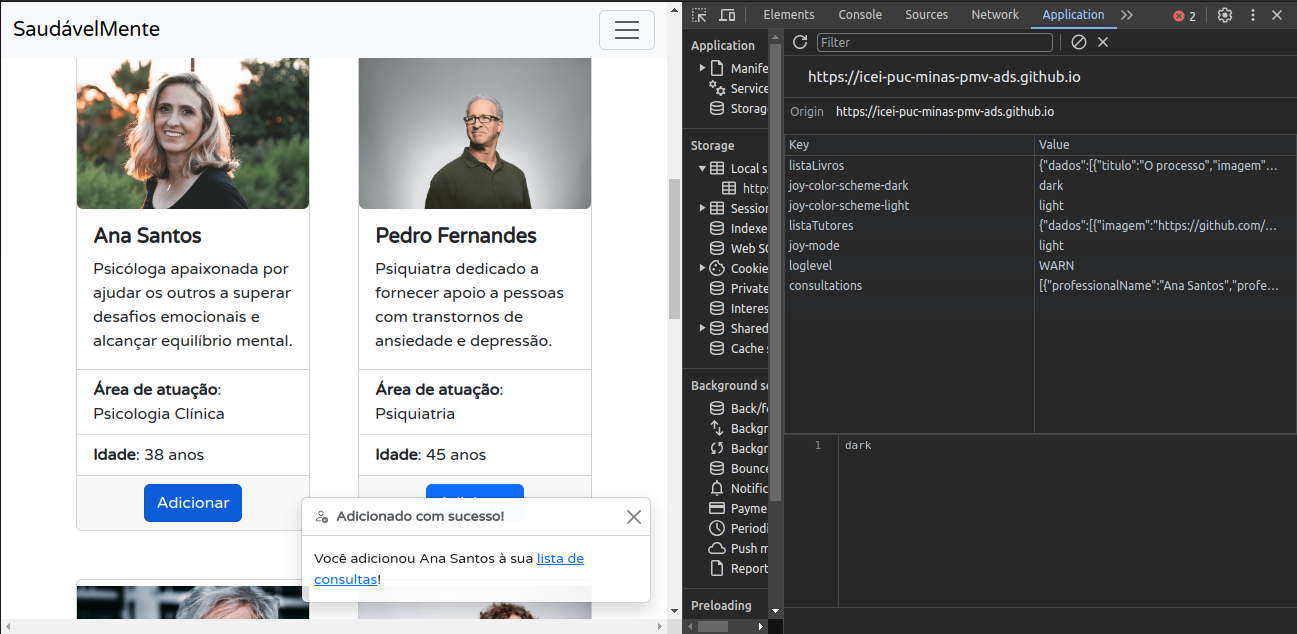 SaudávelMente
Ana Santos
Psicóloga apaixonada por
ajudar os outros a superar
desafios emocionais e
alcançar equilíbrio mental.
Área de atuação:
Psicologia Clínica
Idade: 38 anos
Adicionar
Pedro Fernandes
Psiquiatra dedicado a
fornecer apoio a pessoas
com transtornos de
ansiedade e depressão.
Área de atuação:
Psiquiatria
Idade: 45 anos
Adicionado com sucesso!
Você adicionou Ana Santos à sua lista de
consultas!
Elements Console Sources Network Application 2
Application
Manife
Service
Storag
Storage
Local s
https
Session
Indexe
Web SQ
Cookie
Private
Interes
Shared
Cache s
Background se
Back/fo
Backgr
Backgr
Bounce
Notific
Payme
Periodi
Push m
Report
Preloading
Filter
https://icei-puc-minas-pmv-ads.github.io
Origin https://icei-puc-minas-pmv-ads.github.io
Key Value
listaLivros {"dados":[{"titulo":"O processo","imagem"…
joy-color-scheme-dark dark
joy-color-scheme-light light
listaTutores {"dados":[{"imagem":"https://github.com/…
joy-mode light
loglevel WARN
consultations [{"professionalName":"Ana Santos","profe…
1 dark